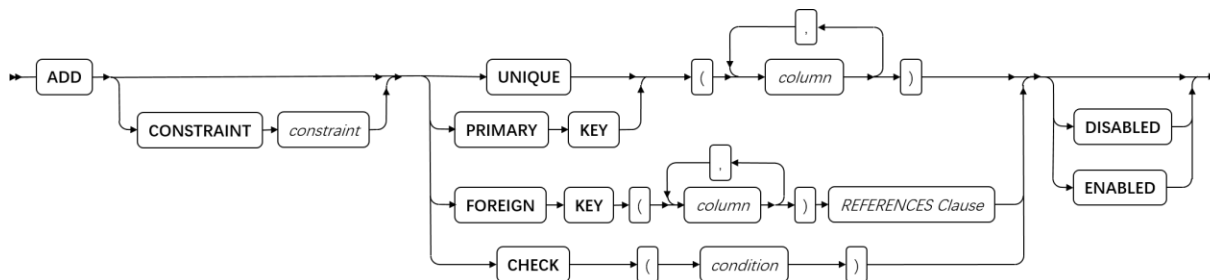 ,
ADD UNIQUE ( column )
CONSTRAINT constraint PRIMARY KEY DISABLED
,
ENABLED
FOREIGN KEY ( column ) REFERENCES Clause
CHECK ( condition )